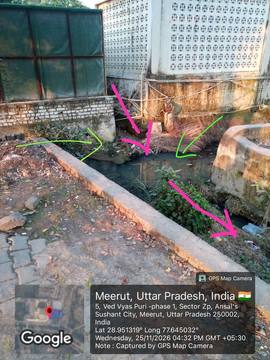 GPS Map Camera
Meerut, Uttar Pradesh, India 🇮🇳
5, Ved Vyas Puri -phase 1, Sector Zp, Ansal's
Sushant City, Meerut, Uttar Pradesh 250002,
India
Lat 28.951319° Long 77.645032°
Wednesday, 25/11/2026 04:32 PM GMT +05:30
Note : Captured by GPS Map Camera
Google